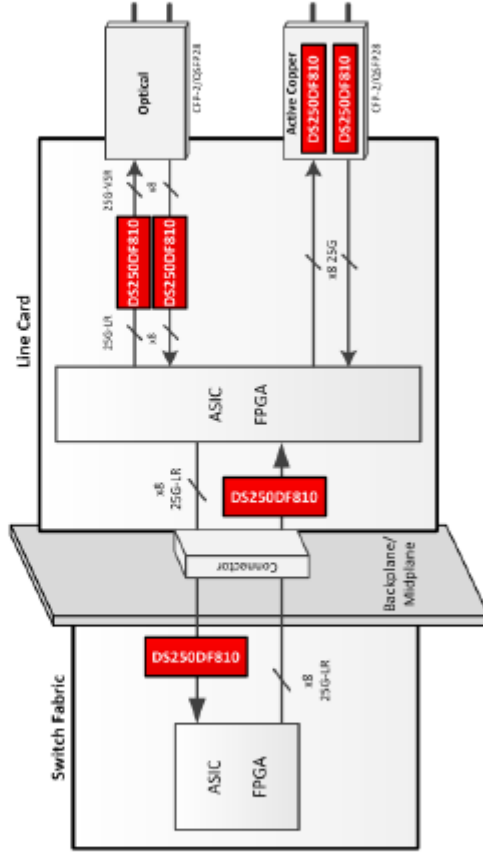 Line Card
Switch Fabric
Optical
CFP-2/QSFP28
25G-VSR
x8
DS250DF810
DS250DF810
25G-LR
x8
Active Copper
DS250DF810
DS250DF810
CFP-2/QSFP28
x8 25G
ASIC
FPGA
x8
25G-LR
DS250DF810
Connector
Backplane/
Midplane
DS250DF810
x8
25G-LR
ASIC
FPGA